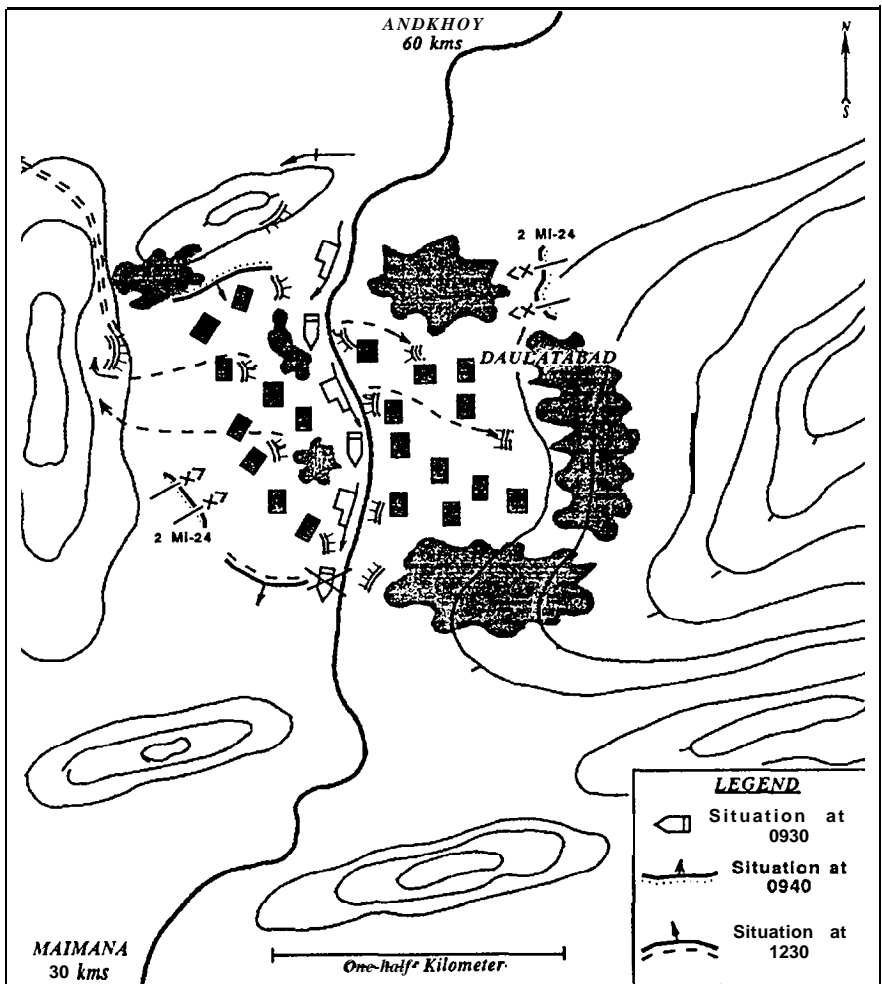 ANDKHOY
60 kms
N
S
2 MI-24
DAULATABAD
2 MI-24
LEGEND
Situation at
0930
Situation at
0940
Situation at
1230
MAIMANA
30 kms
One-half Kilometer